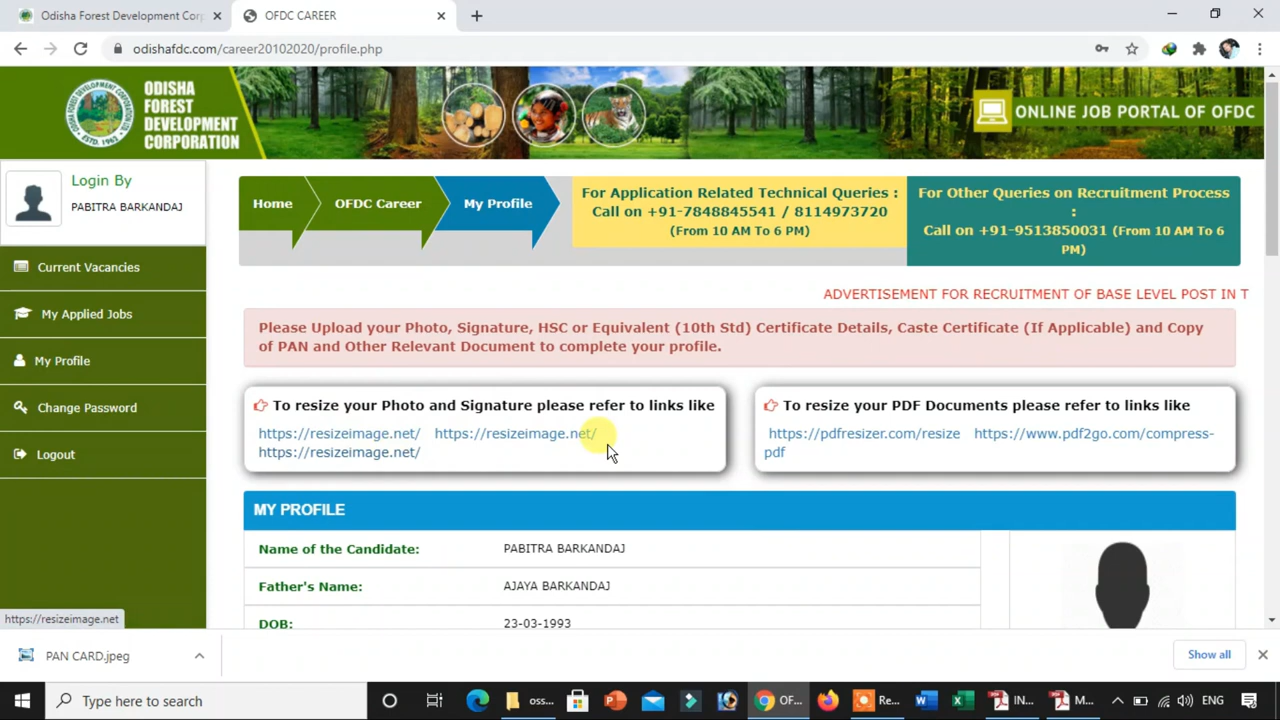 Odisha Forest Development Corp
OFDC CAREER
odishafdc.com/career20102020/profile.php
ODISHA
FOREST
DEVELOPMENT
CORPORATION
ONLINE JOB PORTAL OF OFDC
Login By
PABITRA BARKANDAJ
Current Vacancies
My Applied Jobs
My Profile
Change Password
Logout
Home
OFDC Career
My Profile
For Application Related Technical Queries :
Call on +91-7848845541 / 8114973720
(From 10 AM To 6 PM)
For Other Queries on Recruitment Process
:
Call on +91-9513850031 (From 10 AM To 6
PM)
ADVERTISEMENT FOR RECRUITMENT OF BASE LEVEL POST IN T
Please Upload your Photo, Signature, HSC or Equivalent (10th Std) Certificate Details, Caste Certificate (If Applicable) and Copy
of PAN and Other Relevant Document to complete your profile.
To resize your Photo and Signature please refer to links like
https://resizeimage.net/ https://resizeimage.net/
https://resizeimage.net/
To resize your PDF Documents please refer to links like
https://pdfresizer.com/resize https://www.pdf2go.com/compress-
pdf
MY PROFILE
Name of the Candidate: PABITRA BARKANDAJ
Father's Name: AJAYA BARKANDAJ
DOB: 23-03-1993
https://resizeimage.net
PAN CARD.jpeg
Show all
Type here to search
oss...
OF...
Re...
IN...
M...
ENG